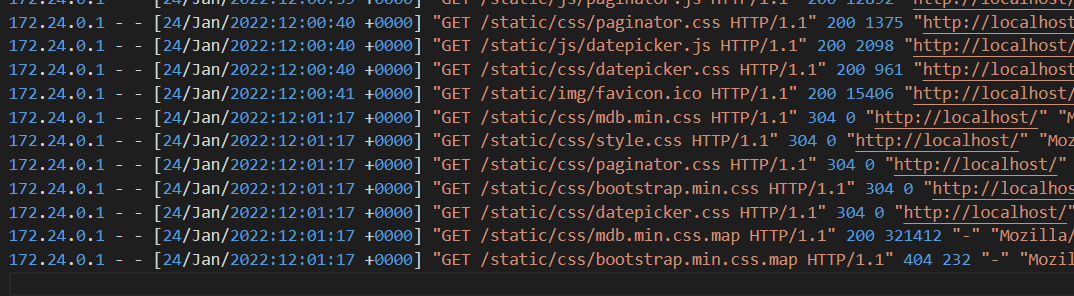 172.24.0.1 - - [24/Jan/2022:12:00:39 +0000] "GET /static/js/paginator.js HTTP/1.1" 200 12892 "http://localhost/
172.24.0.1 - - [24/Jan/2022:12:00:40 +0000] "GET /static/css/paginator.css HTTP/1.1" 200 1375 "http://localhost/
172.24.0.1 - - [24/Jan/2022:12:00:40 +0000] "GET /static/js/datepicker.js HTTP/1.1" 200 2098 "http://localhost/
172.24.0.1 - - [24/Jan/2022:12:00:40 +0000] "GET /static/css/datepicker.css HTTP/1.1" 200 961 "http://localhost
172.24.0.1 - - [24/Jan/2022:12:00:41 +0000] "GET /static/img/favicon.ico HTTP/1.1" 200 15406 "http://localhost/
172.24.0.1 - - [24/Jan/2022:12:01:17 +0000] "GET /static/css/mdb.min.css HTTP/1.1" 304 0 "http://localhost/" "M
172.24.0.1 - - [24/Jan/2022:12:01:17 +0000] "GET /static/css/style.css HTTP/1.1" 304 0 "http://localhost/" "Moz
172.24.0.1 - - [24/Jan/2022:12:01:17 +0000] "GET /static/css/paginator.css HTTP/1.1" 304 0 "http://localhost/"
172.24.0.1 - - [24/Jan/2022:12:01:17 +0000] "GET /static/css/bootstrap.min.css HTTP/1.1" 304 0 "http://localhos
172.24.0.1 - - [24/Jan/2022:12:01:17 +0000] "GET /static/css/datepicker.css HTTP/1.1" 304 0 "http://localhost/"
172.24.0.1 - - [24/Jan/2022:12:01:17 +0000] "GET /static/css/mdb.min.css.map HTTP/1.1" 200 321412 "-" "Mozilla/
172.24.0.1 - - [24/Jan/2022:12:01:17 +0000] "GET /static/css/bootstrap.min.css.map HTTP/1.1" 404 232 "-" "Mozil